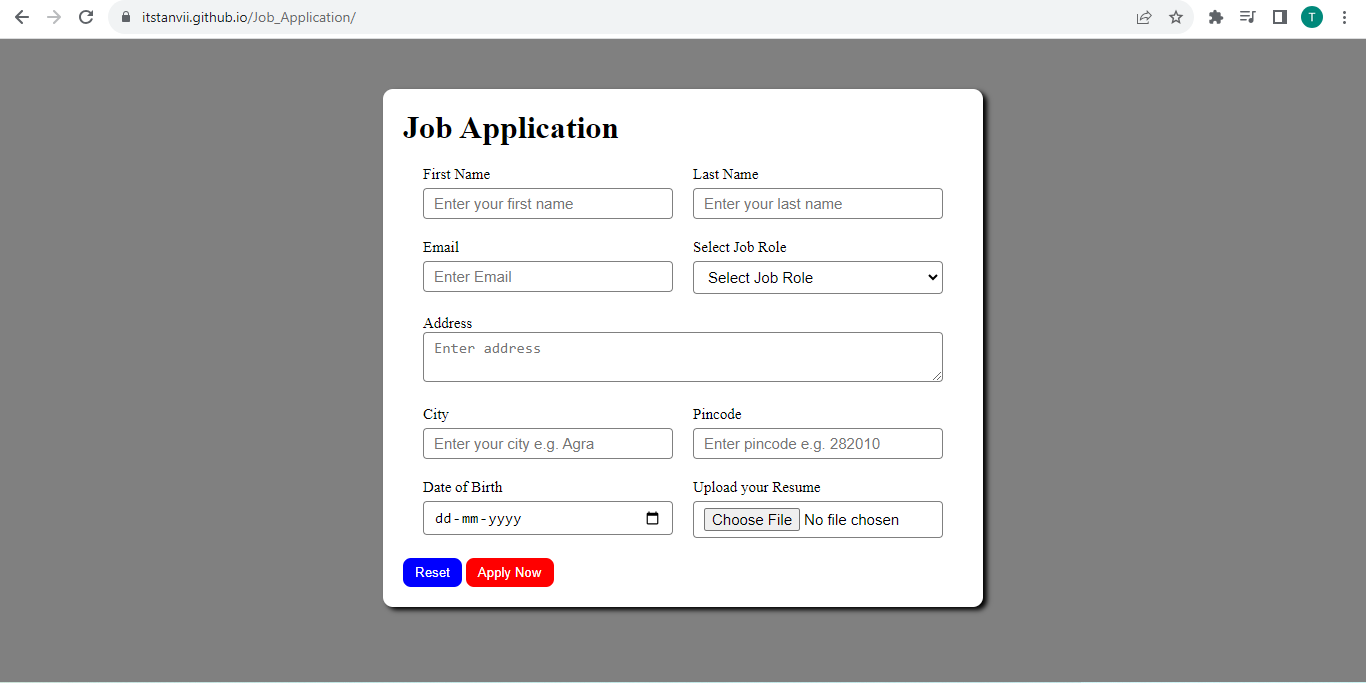 itstanvii.github.io/Job_Application/
T
Job Application
First Name Last Name
Enter your first name Enter your last name
Email Select Job Role
Enter Email Select Job Role
Address
Enter address
City Pincode
Enter your city e.g. Agra Enter pincode e.g. 282010
Date of Birth Upload your Resume
dd-mm-yyyy Choose File No file chosen
Reset Apply Now